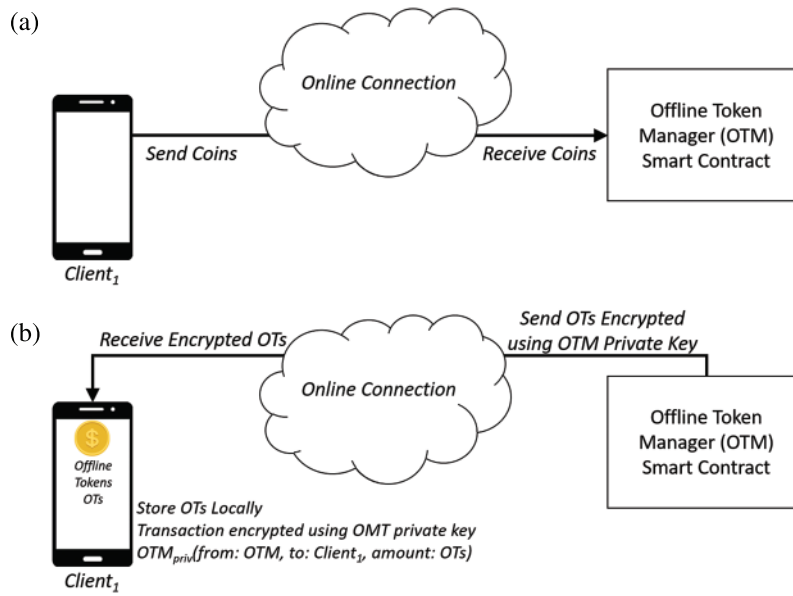 (a)
Online Connection
Send Coins
Receive Coins
Offline Token
Manager (OTM)
Smart Contract
Client1
(b)
Receive Encrypted OTs
Send OTs Encrypted
using OTM Private Key
Online Connection
Offline Token
Manager (OTM)
Smart Contract
$
Offline
Tokens
OTs
Store OTs Locally
Transaction encrypted using OMT private key
OTMpriv(from: OTM, to: Client1, amount: OTs)
Client1